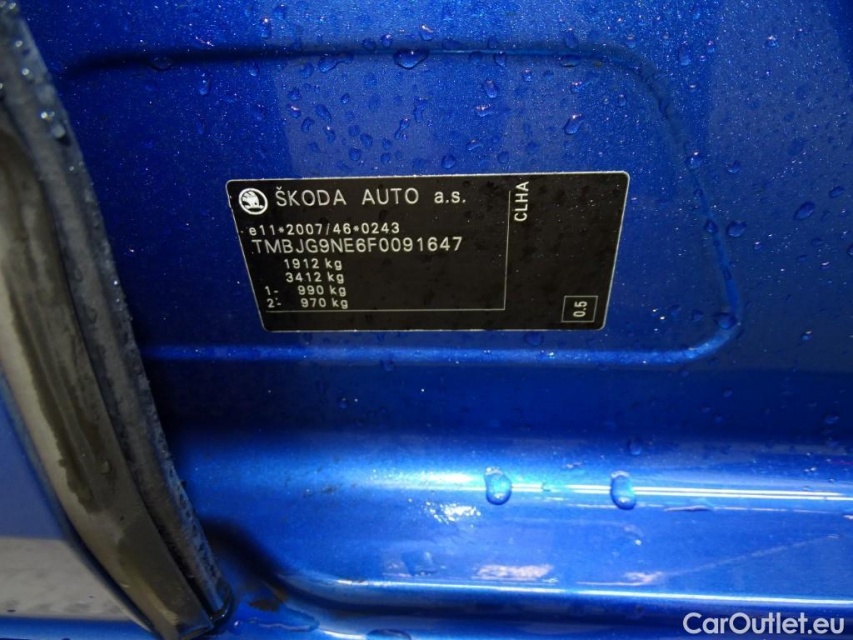 ŠKODA AUTO a.s.
e11*2007/46*0243
TMBJG9NE6F0091647
1912 kg
3412 kg
1- 990 kg
2- 970 kg
CLHA
0.5
CarOutlet.eu